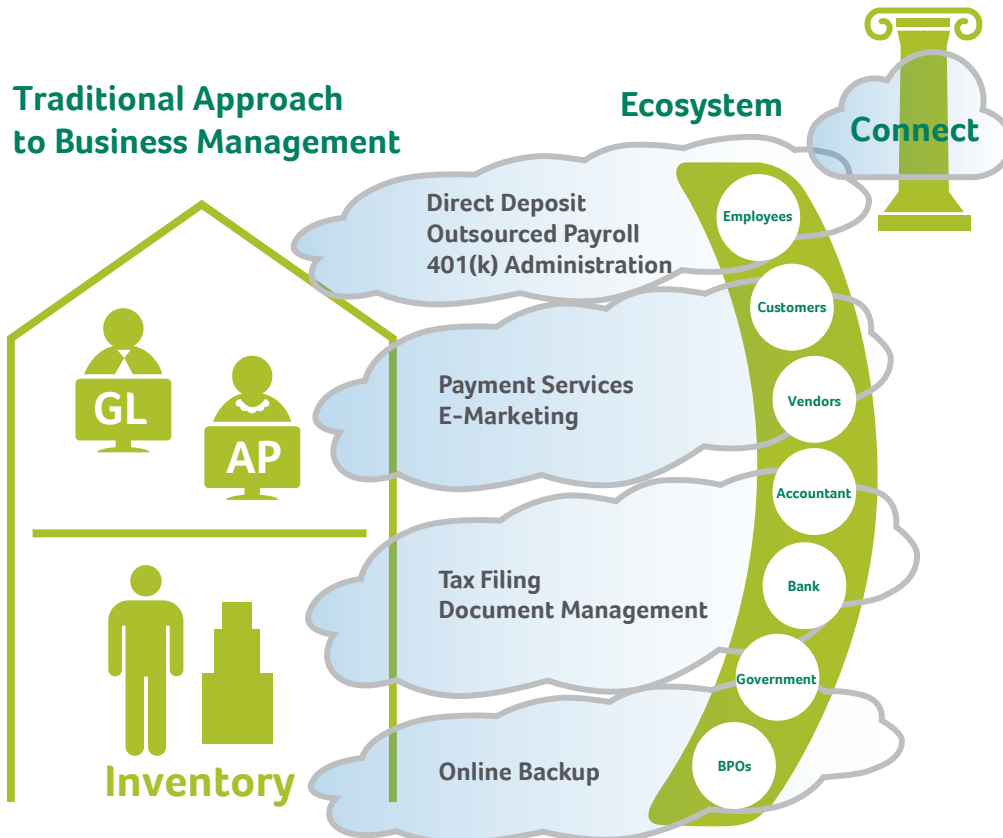 Traditional Approach
to Business Management
Ecosystem
Connect
Direct Deposit
Outsourced Payroll
401(k) Administration
Employees
Customers
Payment Services
E-Marketing
Vendors
GL
AP
Accountant
Tax Filing
Document Management
Bank
Government
Inventory
Online Backup
BPOs